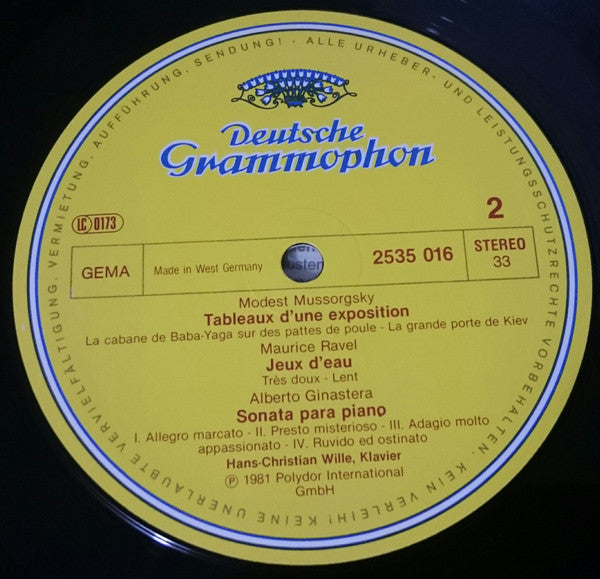 ALLE URHEBER- UND LEISTUNGSSCHUTZRECHTE VORBEHALTEN. KEIN VERLEIH! KEINE UNERLAUBTE VERVIELFÄLTIGUNG, VERMIETUNG, AUFFÜHRUNG, SENDUNG! ·
Deutsche
Grammophon
LC 0173
2
GEMA
Made in West Germany
2535 016
STEREO
33
Modest Mussorgsky
Tableaux d'une exposition
La cabane de Baba-Yaga sur des pattes de poule · La grande porte de Kiev
Maurice Ravel
Jeux d'eau
Très doux · Lent
Alberto Ginastera
Sonata para piano
I. Allegro marcato · II. Presto misterioso · III. Adagio molto
appassionato · IV. Ruvido ed ostinato
Hans-Christian Wille, Klavier
Ⓟ 1981 Polydor International
GmbH